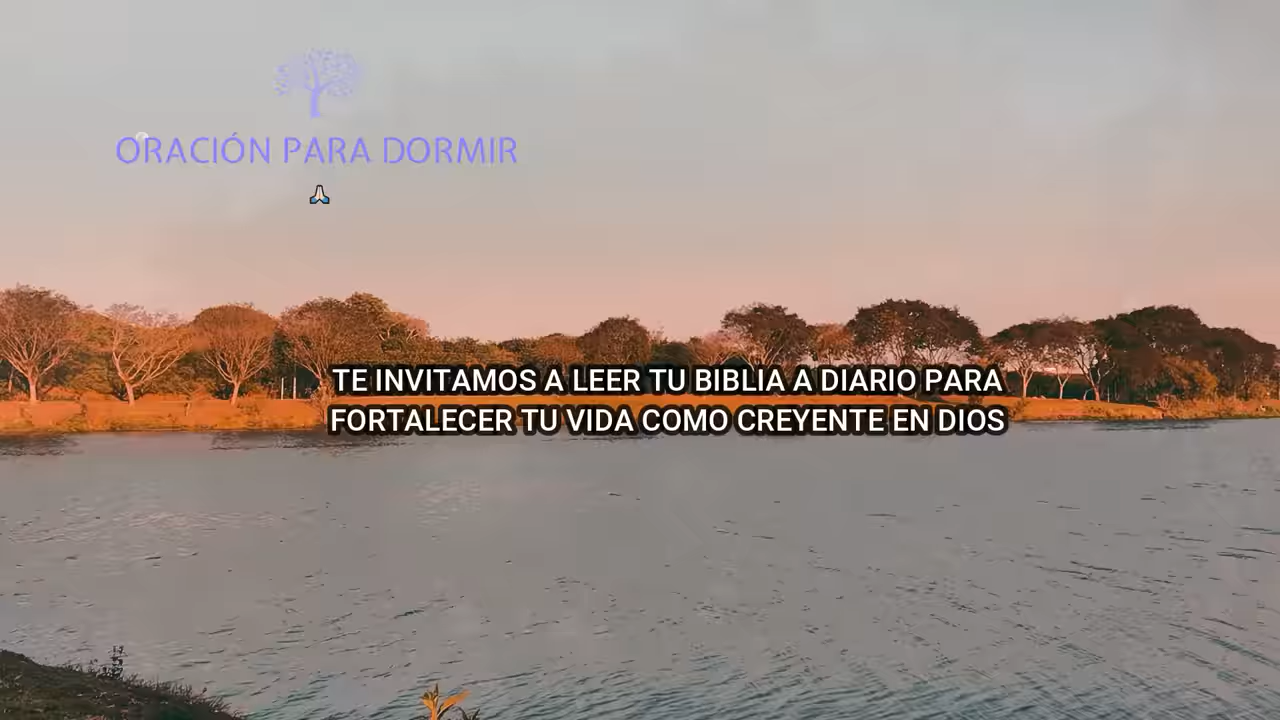 ORACIÓN PARA DORMIR
🙏🏻
TE INVITAMOS A LEER TU BIBLIA A DIARIO PARA
FORTALECER TU VIDA COMO CREYENTE EN DIOS